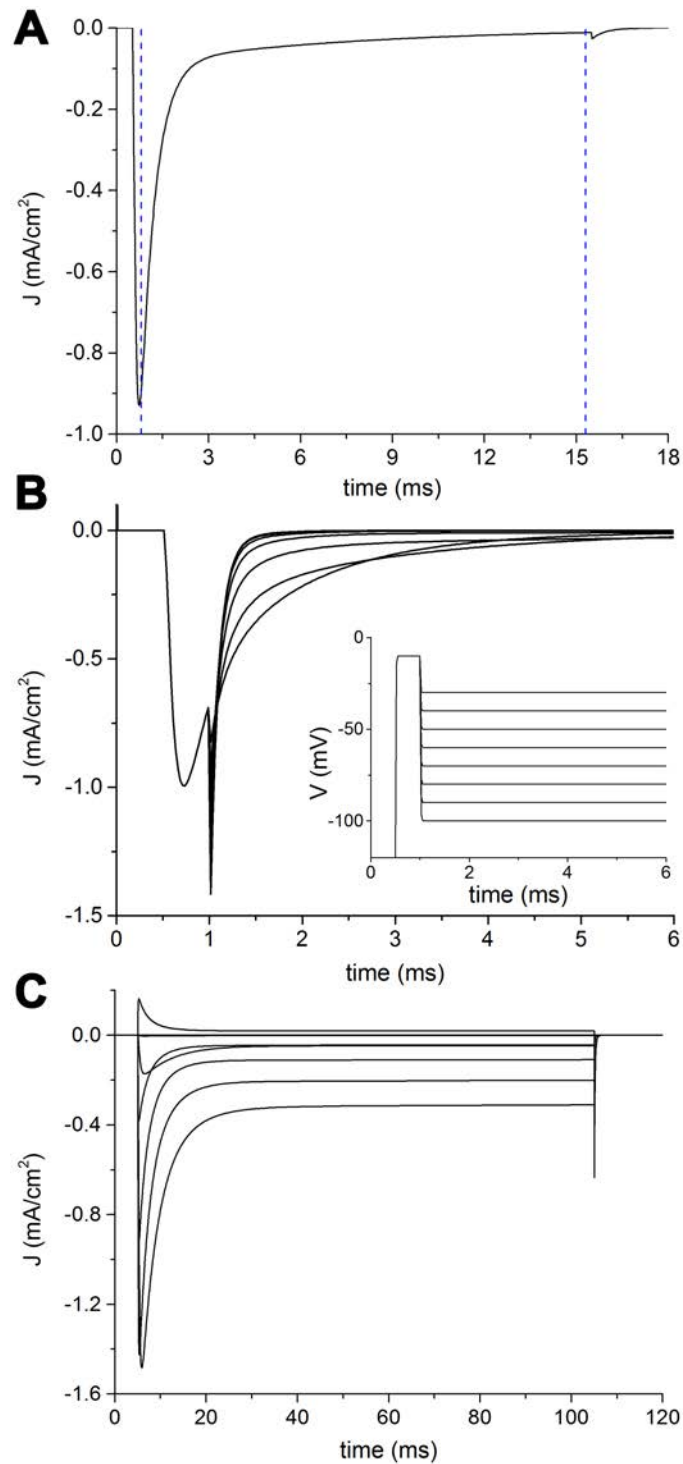 A
0.0
-0.2
-0.4
-0.6
-0.8
-1.0
J (mA/cm²)
0 3 6 9 12 15 18
time (ms)
B
0.0
-0.5
-1.0
-1.5
J (mA/cm²)
0
-50
-100
V (mV)
0 2 4 6
time (ms)
0 1 2 3 4 5 6
time (ms)
C
0.0
-0.4
-0.8
-1.2
-1.6
J (mA/cm²)
0 20 40 60 80 100 120
time (ms)